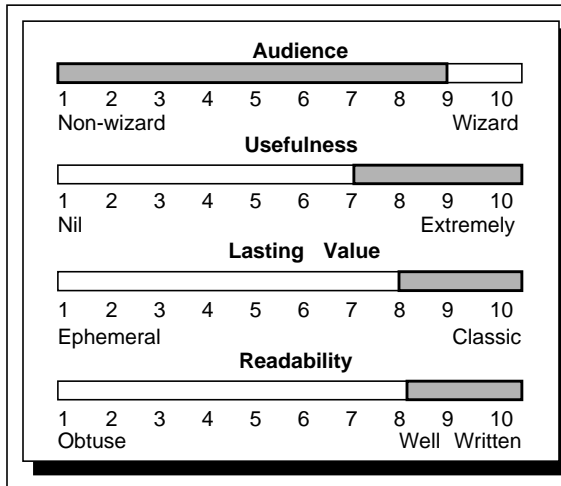 Audience
1 2 3 4 5 6 7 8 9 10
Non-wizard Wizard
Usefulness
1 2 3 4 5 6 7 8 9 10
Nil Extremely
Lasting Value
1 2 3 4 5 6 7 8 9 10
Ephemeral Classic
Readability
1 2 3 4 5 6 7 8 9 10
Obtuse Well Written